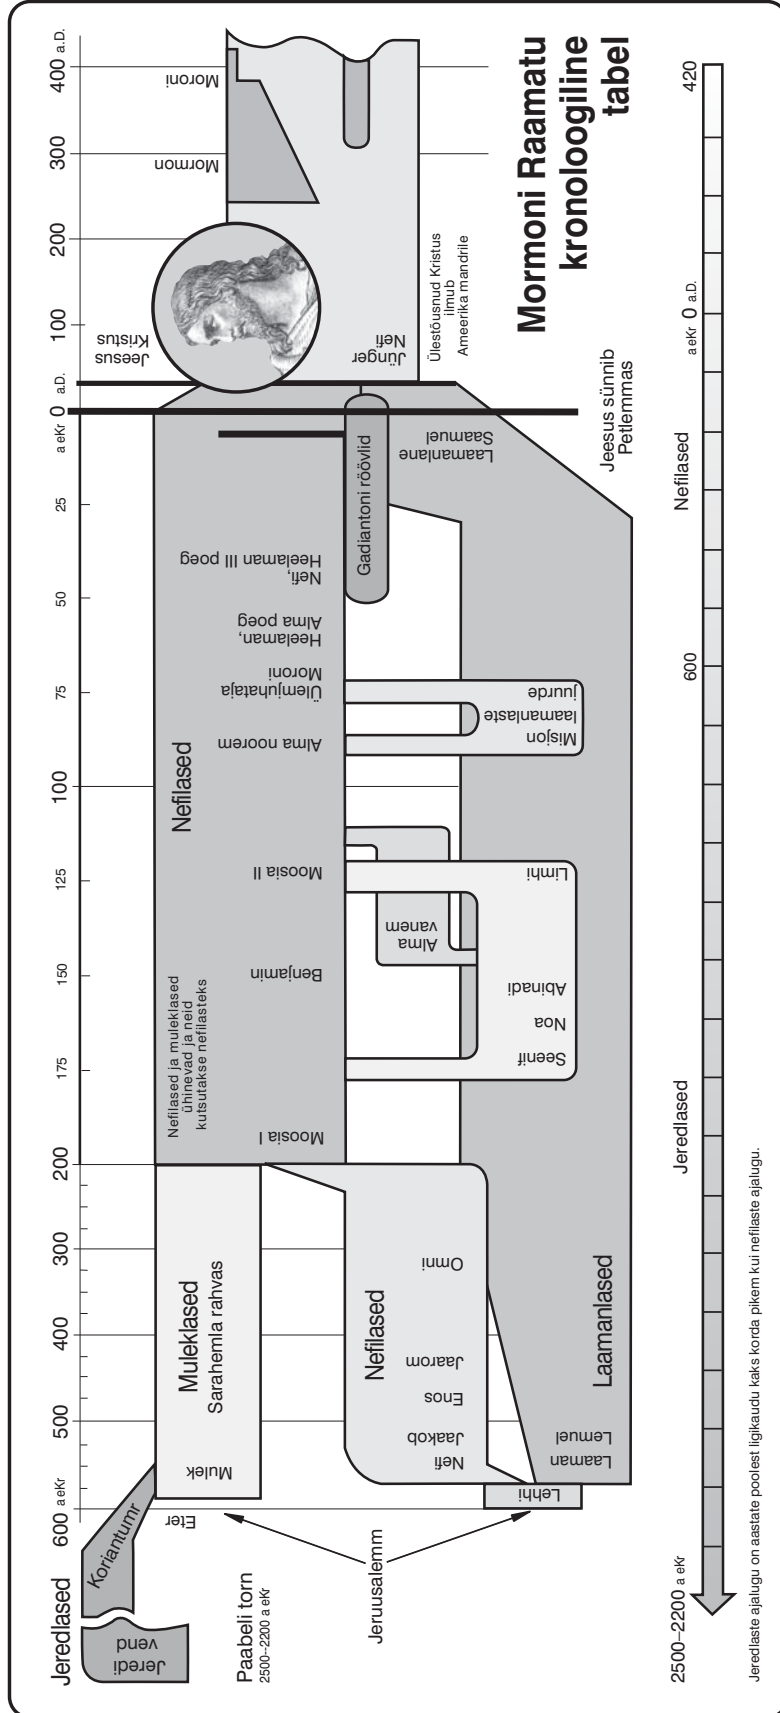 Mormoni Raamatu
kronoloogiline
tabel
600 a eKr
500
400
300
200
175
150
125
100
75
50
25
a eKr 0 a.D.
100
200
300
400 a.D.
Jeredlased
Jeredi
vend
Koriantumr
Eter
Paabeli torn
2500–2200 a eKr
Jeruusalemm
Muleklased
Sarahemla rahvas
Mulek
Nefilased ja muleklased
ühinevad ja neid
kutsutakse nefilasteks
Nefilased
Moosia I
Benjamin
Moosia II
Alma noorem
Ülemjuhataja
Moroni
Heelaman,
Alma poeg
Nefi,
Heelaman III poeg
Jeesus
Kristus
Mormon
Moroni
Nefilased
Nefi
Jaakob
Enos
Jaarom
Omni
Alma
vanem
Gadiantoni röövlid
Laamanlane
Saamuel
Jünger
Nefi
Ülestõusnud Kristus
ilmub
Ameerika mandrile
Lehhi
Laaman
Lemuel
Laamanlased
Seenif
Noa
Abinadi
Limhi
Misjon
laamanlaste
juurde
Jeesus sünnib
Petlemmas
2500–2200 a eKr
Jeredlased
600
Nefilased
a eKr 0 a.D.
420
Jeredlaste ajalugu on aastate poolest ligikaudu kaks korda pikem kui nefilaste ajalugu.